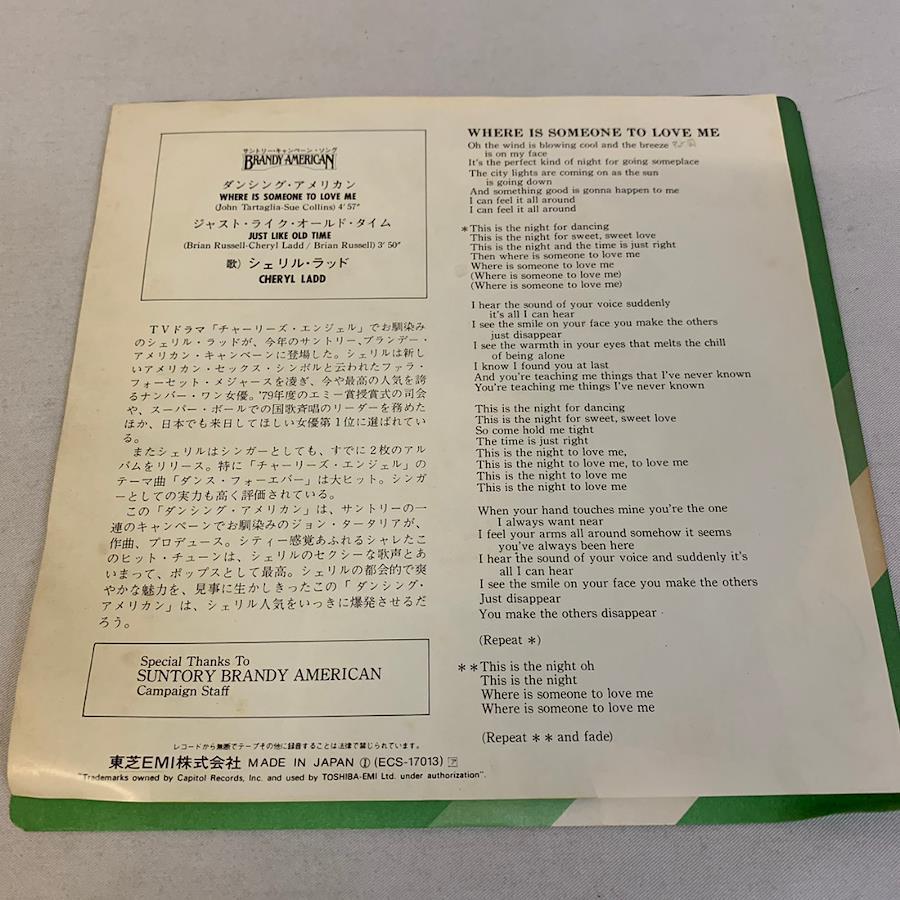 サントリー・キャンペーン・ソング
BRANDY AMERICAN
ダンシング・アメリカン
WHERE IS SOMEONE TO LOVE ME
(John Tartaglia-Sue Collins) 4'57"
ジャスト・ライク・オールド・タイム
JUST LIKE OLD TIME
(Brian Russell-Cheryl Ladd / Brian Russell) 3'50"
歌) シェリル・ラッド
CHERYL LADD
TVドラマ「チャーリーズ・エンジェル」でお馴染み
のシェリル・ラッドが、今年のサントリー、ブランデー・
アメリカン・キャンペーンに登場した。シェリルは新し
いアメリカン・セックス・シンボルと云われたファラ・
フォーセット・メジャースを凌ぎ、今や最高の人気を誇
るナンバー・ワン女優。'79年度のエミー賞授賞式の司会
や、スーパー・ボールでの国歌斉唱のリーダーを務めた
ほか、日本でも来日してほしい女優第1位に選ばれてい
る。
またシェリルはシンガーとしても、すでに2枚のアル
バムをリリース。特に「チャーリーズ・エンジェル」の
テーマ曲「ダンス・フォーエバー」は大ヒット。シンガ
ーとしての実力も高く評価されている。
この「ダンシング・アメリカン」は、サントリーの一
連のキャンペーンでお馴染みのジョン・タータリアが、
作曲、プロデュース。シティー感覚あふれるシャレたこ
のヒット・チューンは、シェリルのセクシーな歌声とあ
いまって、ポップスとして最高。シェリルの都会的で爽
やかな魅力を、見事に生かしきったこの「ダンシング・
アメリカン」は、シェリル人気をいっきに爆発させるだ
ろう。
Special Thanks To
SUNTORY BRANDY AMERICAN
Campaign Staff
レコードから無断でテープその他に録音することは法律で禁じられています。
東芝EMI株式会社 MADE IN JAPAN Ⓘ (ECS-17013) ア
"Trademarks owned by Capitol Records, Inc. and used by TOSHIBA-EMI Ltd. under authorization".
WHERE IS SOMEONE TO LOVE ME
Oh the wind is blowing cool and the breeze
is on my face
It's the perfect kind of night for going someplace
The city lights are coming on as the sun
is going down
And something good is gonna happen to me
I can feel it all around
I can feel it all around
*This is the night for dancing
This is the night for sweet, sweet love
This is the night and the time is just right
Then where is someone to love me
Where is someone to love me
(Where is someone to love me)
(Where is someone to love me)
I hear the sound of your voice suddenly
it's all I can hear
I see the smile on your face you make the others
just disappear
I see the warmth in your eyes that melts the chill
of being alone
I know I found you at last
And you're teaching me things that I've never known
You're teaching me things I've never known
This is the night for dancing
This is the night for sweet, sweet love
So come hold me tight
The time is just right
This is the night to love me,
This is the night to love me, to love me
This is the night to love me
This is the night to love me
When your hand touches mine you're the one
I always want near
I feel your arms all around somehow it seems
you've always been here
I hear the sound of your voice and suddenly it's
all I can hear
I see the smile on your face you make the others
Just disappear
You make the others disappear
(Repeat *)
**This is the night oh
This is the night
Where is someone to love me
Where is someone to love me
(Repeat ** and fade)